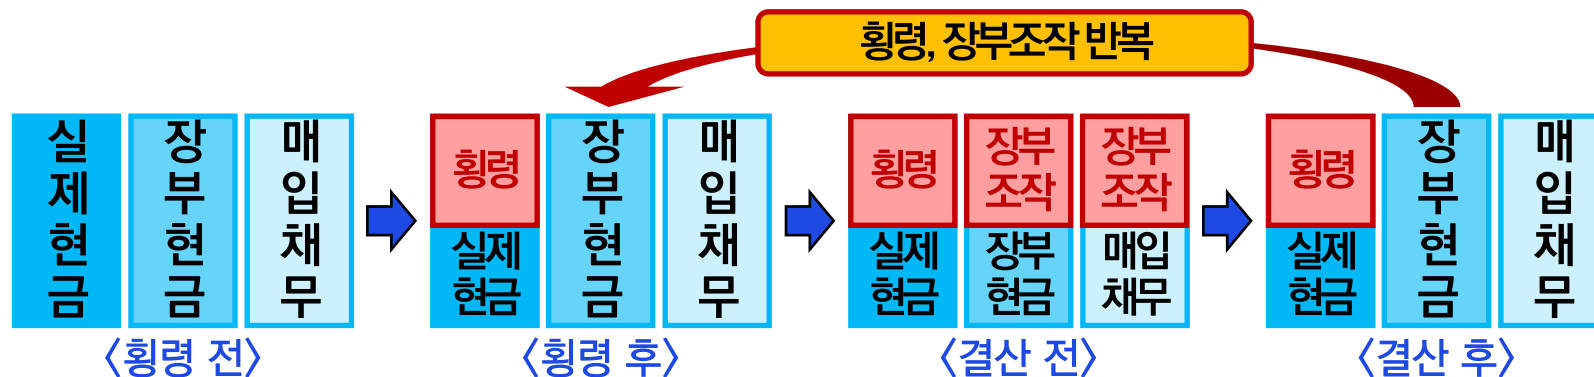 횡령, 장부조작 반복
실제현금
장부현금
매입채무
<횡령 전>
횡령
실제
현금
장부현금
매입채무
<횡령 후>
횡령
실제
현금
장부
조작
장부
현금
장부
조작
매입
채무
<결산 전>
횡령
실제
현금
장부현금
매입채무
<결산 후>